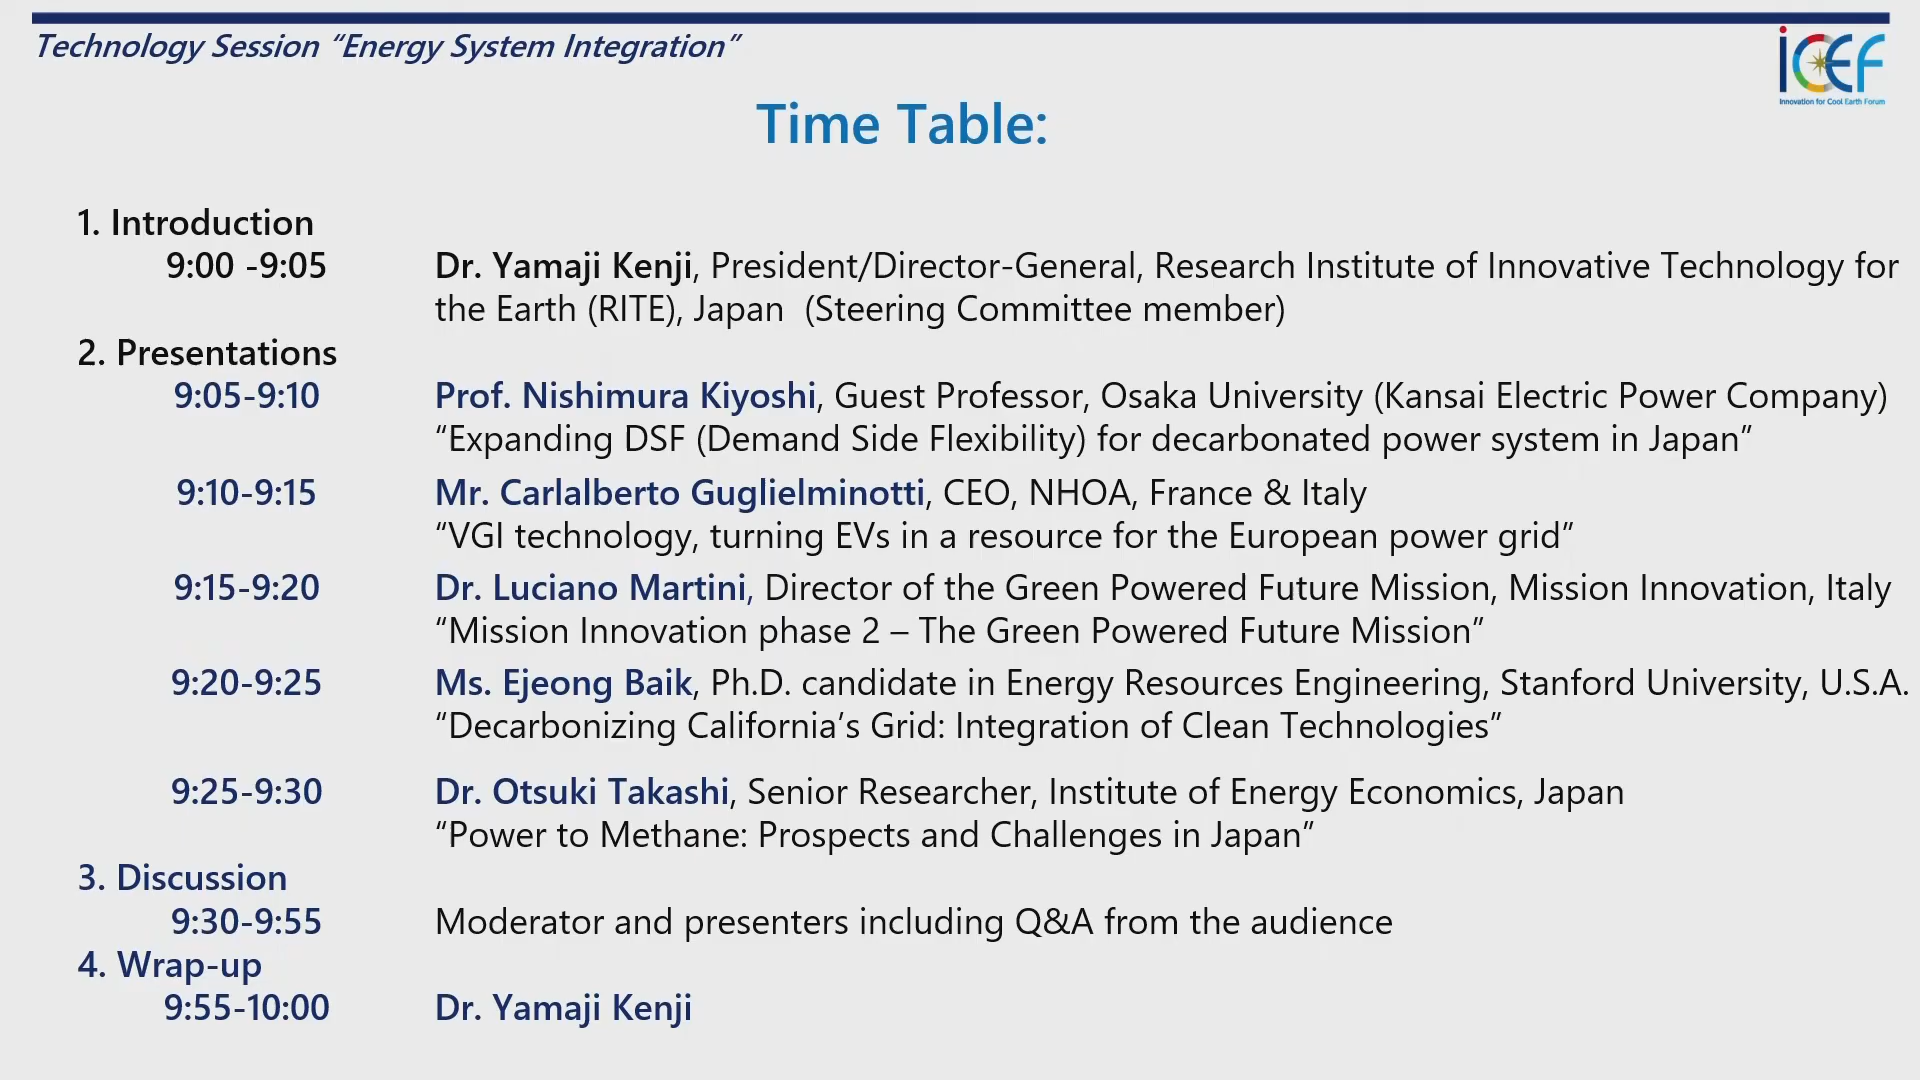 Technology Session “Energy System Integration”
iCEF
Innovation for Cool Earth Forum
Time Table:
1. Introduction
9:00 -9:05 Dr. Yamaji Kenji, President/Director-General, Research Institute of Innovative Technology for
the Earth (RITE), Japan (Steering Committee member)
2. Presentations
9:05-9:10 Prof. Nishimura Kiyoshi, Guest Professor, Osaka University (Kansai Electric Power Company)
“Expanding DSF (Demand Side Flexibility) for decarbonated power system in Japan”
9:10-9:15 Mr. Carlalberto Guglielminotti, CEO, NHOA, France & Italy
“VGI technology, turning EVs in a resource for the European power grid”
9:15-9:20 Dr. Luciano Martini, Director of the Green Powered Future Mission, Mission Innovation, Italy
“Mission Innovation phase 2 – The Green Powered Future Mission”
9:20-9:25 Ms. Ejeong Baik, Ph.D. candidate in Energy Resources Engineering, Stanford University, U.S.A.
“Decarbonizing California’s Grid: Integration of Clean Technologies”
9:25-9:30 Dr. Otsuki Takashi, Senior Researcher, Institute of Energy Economics, Japan
“Power to Methane: Prospects and Challenges in Japan”
3. Discussion
9:30-9:55 Moderator and presenters including Q&A from the audience
4. Wrap-up
9:55-10:00 Dr. Yamaji Kenji